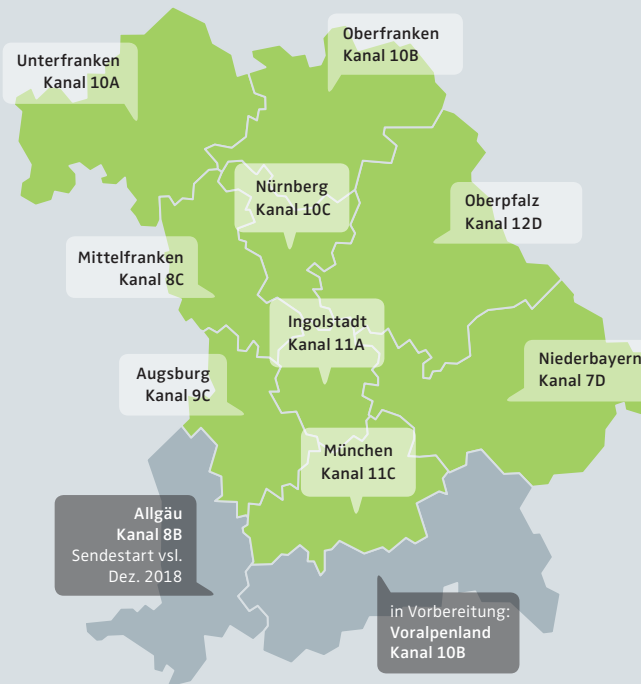 Oberfranken
Kanal 10B
Unterfranken
Kanal 10A
Nürnberg
Kanal 10C
Oberpfalz
Kanal 12D
Mittelfranken
Kanal 8C
Ingolstadt
Kanal 11A
Niederbayern
Kanal 7D
Augsburg
Kanal 9C
München
Kanal 11C
Allgäu
Kanal 8B
Sendestart vsl.
Dez. 2018
in Vorbereitung:
Voralpenland
Kanal 10B